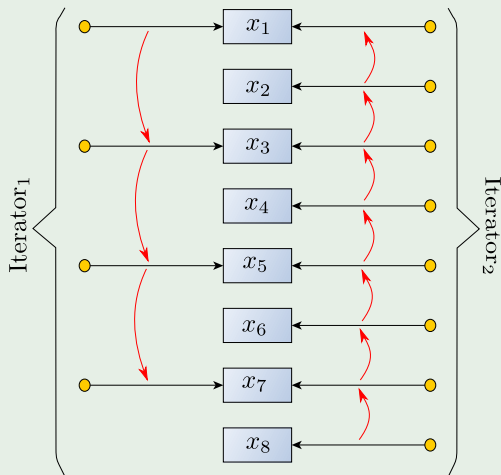 Iterator₁
x₁
x₂
x₃
x₄
x₅
x₆
x₇
x₈
Iterator₂